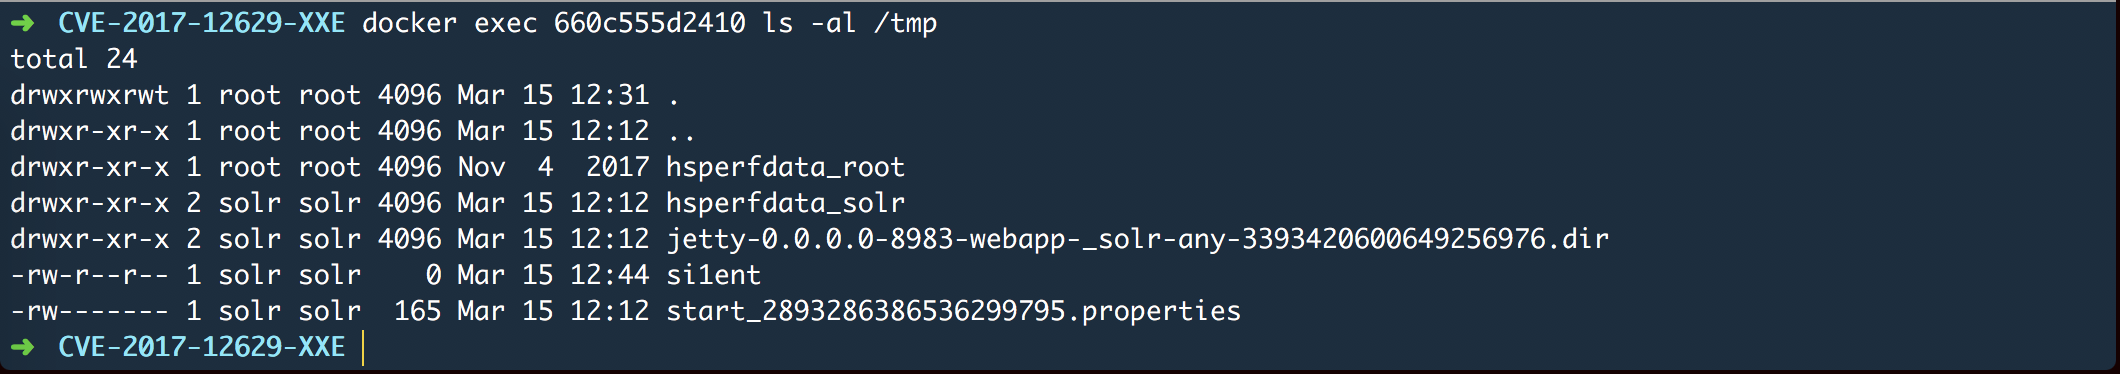 ➜ CVE-2017-12629-XXE docker exec 660c555d2410 ls -al /tmp
total 24
drwxrwxrwt 1 root root 4096 Mar 15 12:31 .
drwxr-xr-x 1 root root 4096 Mar 15 12:12 ..
drwxr-xr-x 1 root root 4096 Nov  4  2017 hsperfdata_root
drwxr-xr-x 2 solr solr 4096 Mar 15 12:12 hsperfdata_solr
drwxr-xr-x 2 solr solr 4096 Mar 15 12:12 jetty-0.0.0.0-8983-webapp-_solr-any-3393420600649256976.dir
-rw-r--r-- 1 solr solr    0 Mar 15 12:44 si1ent
-rw------- 1 solr solr  165 Mar 15 12:12 start_2893286386536299795.properties
➜ CVE-2017-12629-XXE